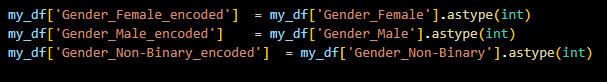 my_df['Gender_Female_encoded']  = my_df['Gender_Female'].astype(int)
my_df['Gender_Male_encoded']    = my_df['Gender_Male'].astype(int)
my_df['Gender_Non-Binary_encoded']  = my_df['Gender_Non-Binary'].astype(int)